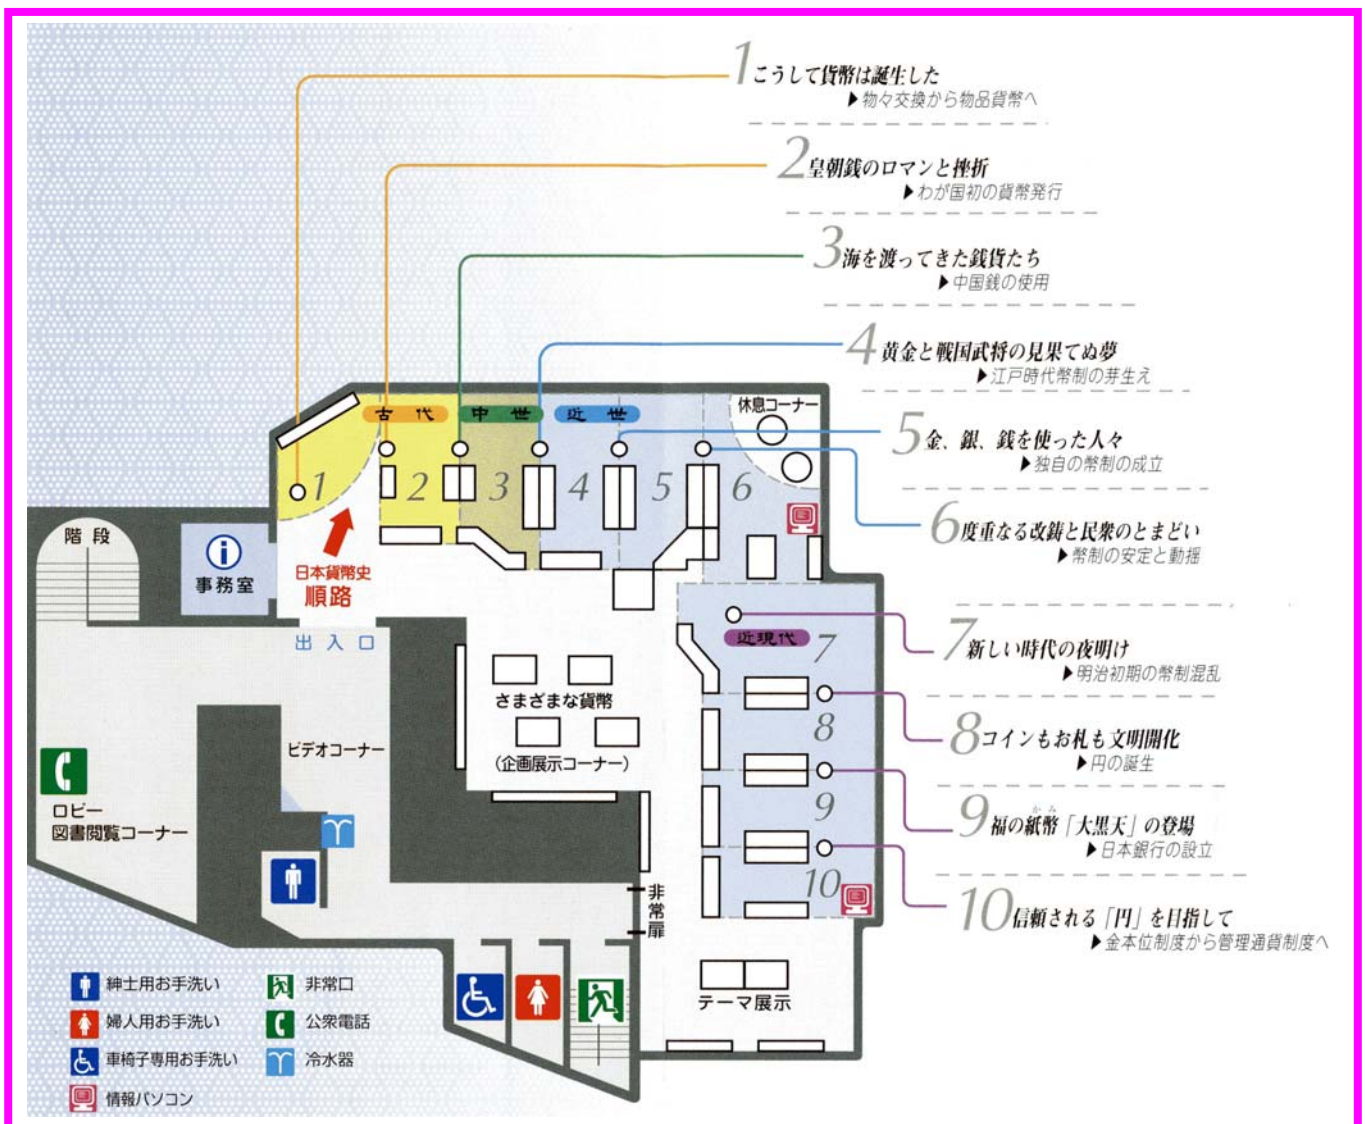 1 こうして貨幣は誕生した
▶物々交換から物品貨幣へ
2 皇朝銭のロマンと挫折
▶わが国初の貨幣発行
3 海を渡ってきた銭貨たち
▶中国銭の使用
4 黄金と戦国武将の見果てぬ夢
▶江戸時代幣制の芽生え
5 金、銀、銭を使った人々
▶独自の幣制の成立
6 度重なる改鋳と民衆のとまどい
▶幣制の安定と動揺
7 新しい時代の夜明け
▶明治初期の幣制混乱
8 コインもお札も文明開化
▶円の誕生
かみ
9 福の紙幣「大黒天」の登場
▶日本銀行の設立
10 信頼される「円」を目指して
▶金本位制度から管理通貨制度へ
古代 中世 近世
休息コーナー
1 2 3 4 5 6
階段
i
事務室
日本貨幣史
順路
出入口
近現代 7
8
9
10
さまざまな貨幣
(企画展示コーナー)
ビデオコーナー
ロビー
図書閲覧コーナー
非常扉
テーマ展示
紳士用お手洗い
婦人用お手洗い
車椅子専用お手洗い
情報パソコン
非常口
公衆電話
冷水器